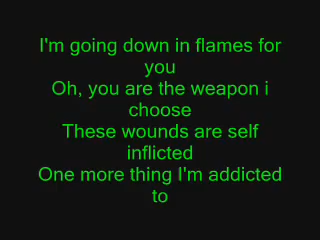 I'm going down in flames for
you
Oh, you are the weapon i
choose
These wounds are self
inflicted
One more thing I'm addicted
to